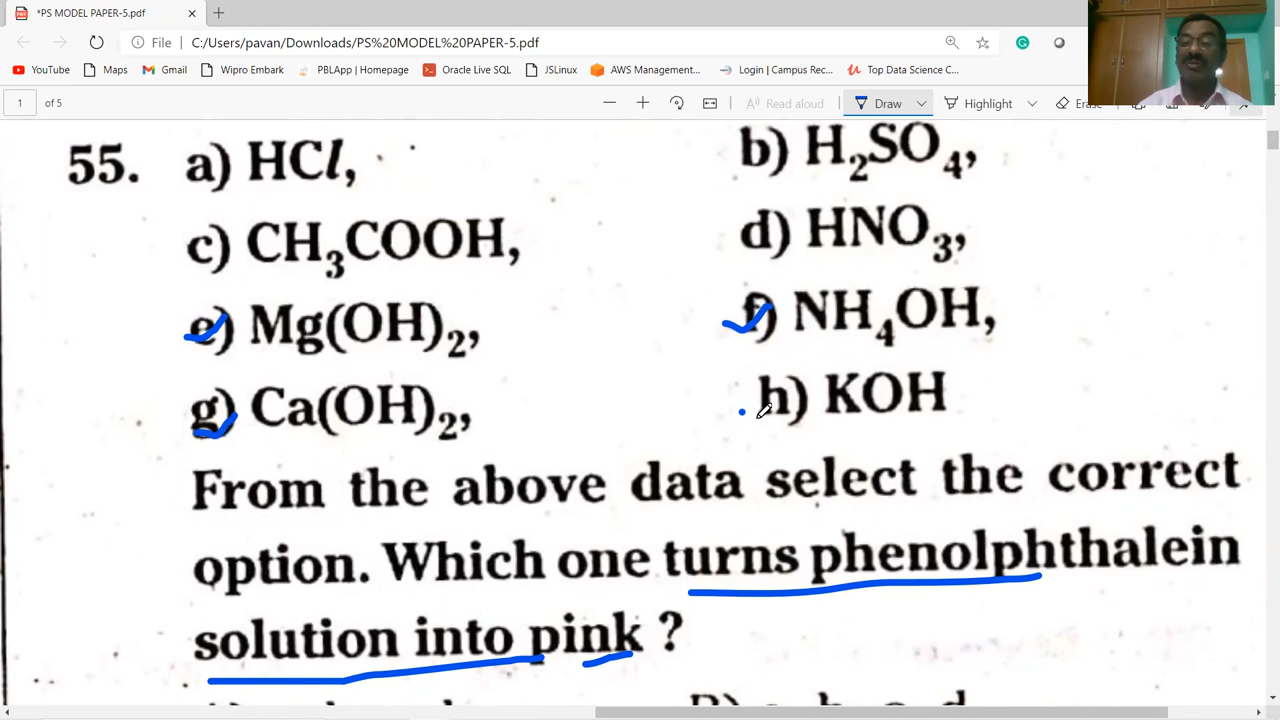 *PS MODEL PAPER-5.pdf
File C:/Users/pavan/Downloads/PS%20MODEL%20PAPER-5.pdf
YouTube Maps Gmail Wipro Embark PBLApp | Homepage Oracle Live SQL JSLinux AWS Management... Login | Campus Rec... Top Data Science C...
1 of 5 Read aloud Draw Highlight Erase
55. a) HCl, b) H₂SO₄,
c) CH₃COOH, d) HNO₃,
e) Mg(OH)₂, f) NH₄OH,
g) Ca(OH)₂, h) KOH
From the above data select the correct
option. Which one turns phenolphthalein
solution into pink ?